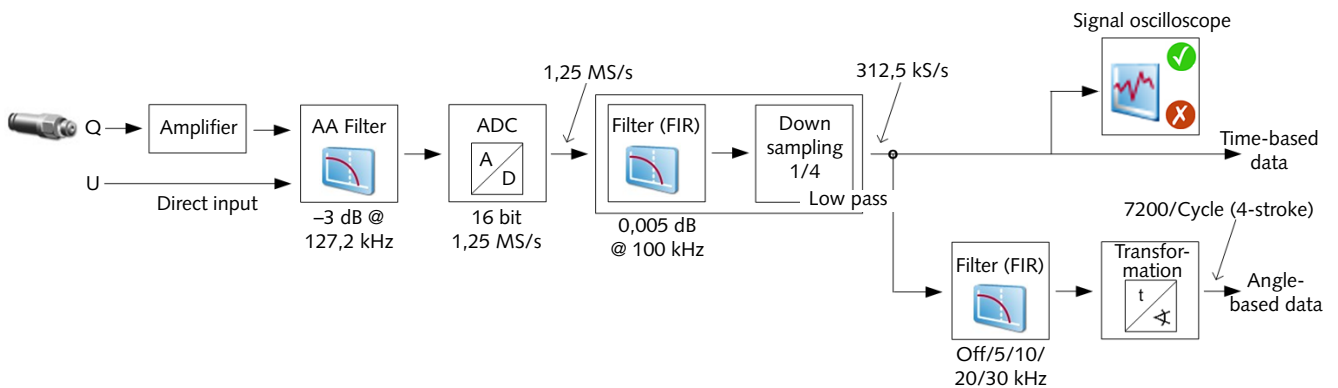 Signal oscilloscope
1,25 MS/s
312,5 kS/s
Q
Amplifier
AA Filter
ADC
A
D
Filter (FIR)
Down
sampling
1/4
Low pass
Time-based
data
U
Direct input
–3 dB @
127,2 kHz
16 bit
1,25 MS/s
0,005 dB
@ 100 kHz
7200/Cycle (4-stroke)
Filter (FIR)
Transfor-
mation
t
Angle-
based data
Off/5/10/
20/30 kHz